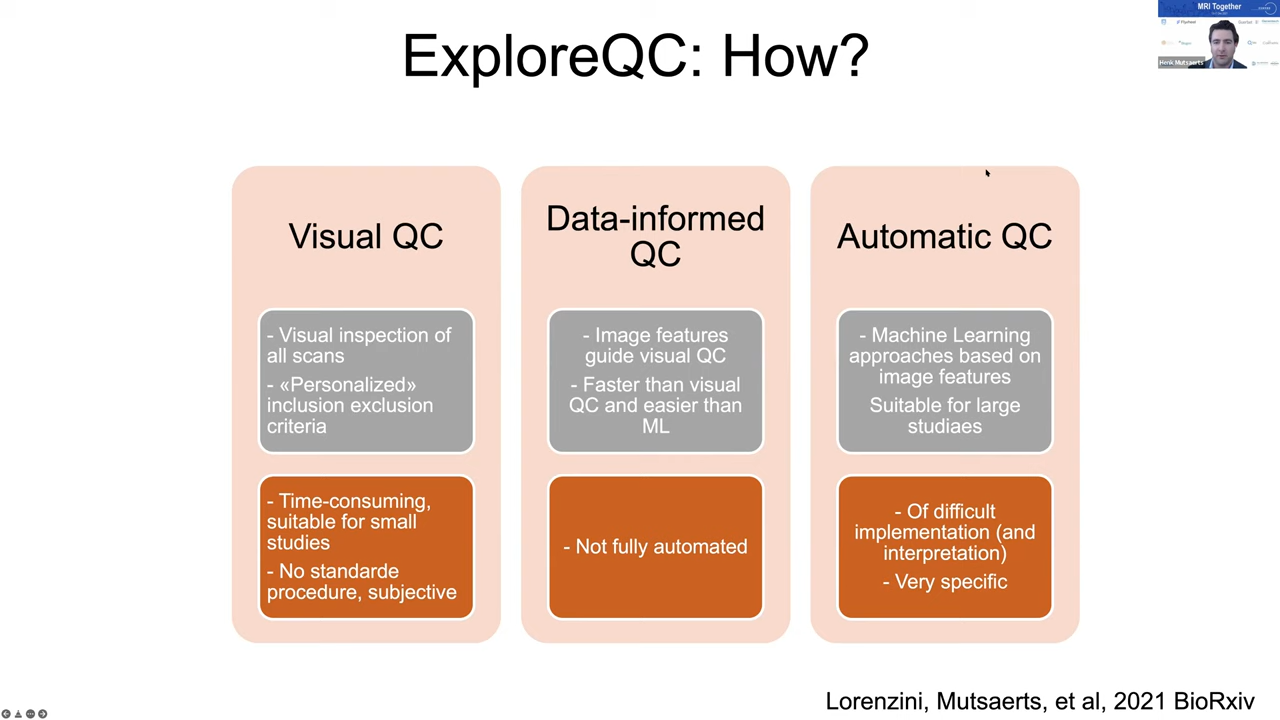 ExploreQC: How?
MRI Together
Henk Mutsaerts
Visual QC
- Visual inspection of
all scans
- «Personalized»
inclusion exclusion
criteria
- Time-consuming,
suitable for small
studies
- No standarde
procedure, subjective
Data-informed
QC
- Image features
guide visual QC
- Faster than visual
QC and easier than
ML
- Not fully automated
Automatic QC
- Machine Learning
approaches based on
image features
Suitable for large
studiaes
- Of difficult
implementation (and
interpretation)
- Very specific
Lorenzini, Mutsaerts, et al, 2021 BioRxiv